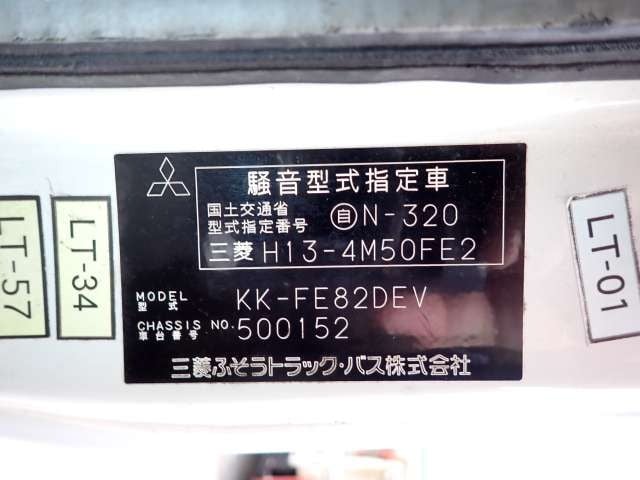 騒音型式指定車
国土交通省
型式指定番号 自N-320
三菱 H13-4M50FE2
MODEL
型式 KK-FE82DEV
CHASSIS NO.
車台番号 500152
三菱ふそうトラック・バス株式会社
LT-57
LT-34
LT-01